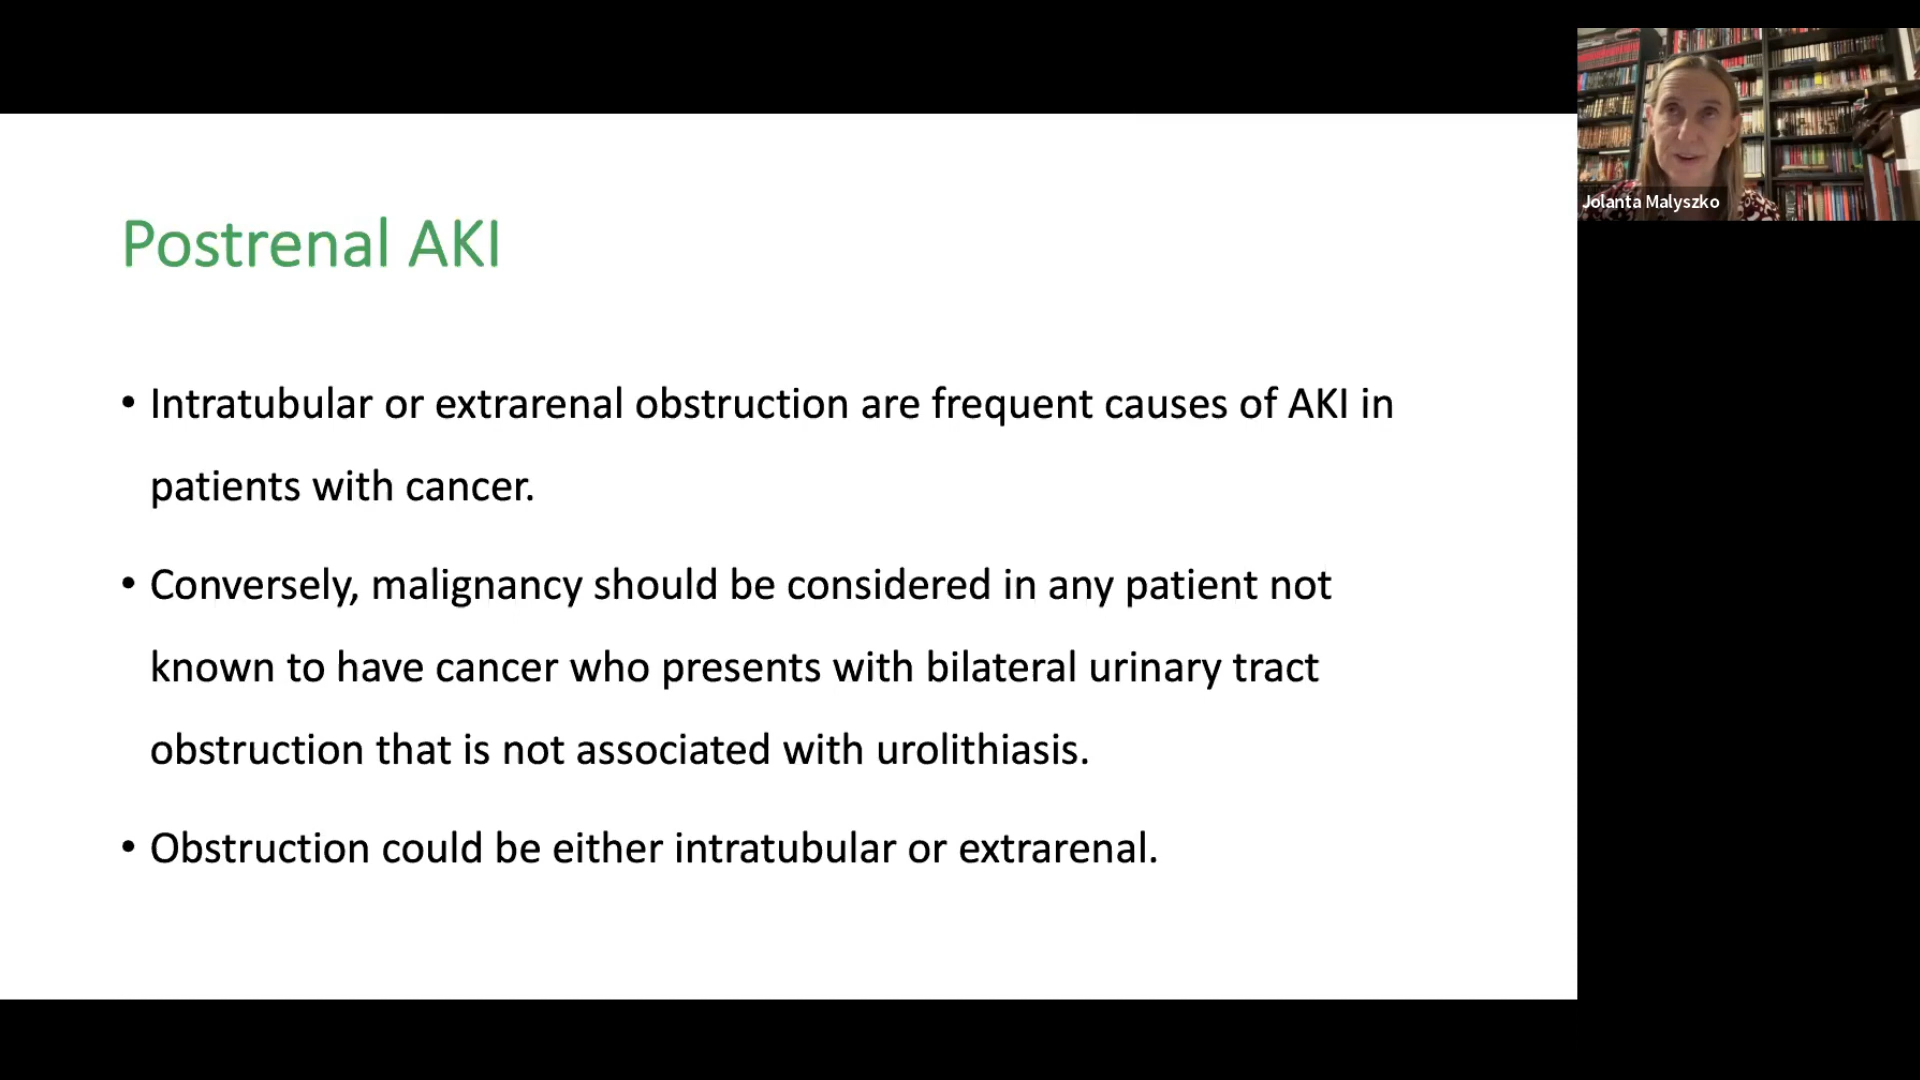 Postrenal AKI
• Intratubular or extrarenal obstruction are frequent causes of AKI in
patients with cancer.
• Conversely, malignancy should be considered in any patient not
known to have cancer who presents with bilateral urinary tract
obstruction that is not associated with urolithiasis.
• Obstruction could be either intratubular or extrarenal.
Jolanta Malyszko